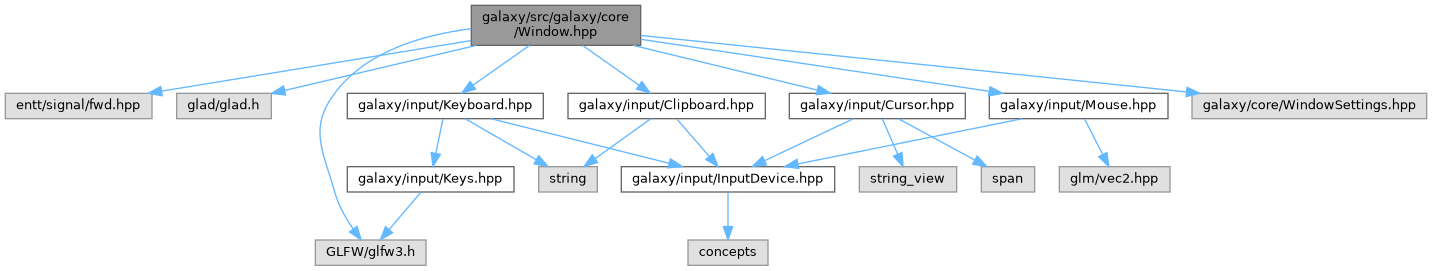 galaxy/src/galaxy/core
/Window.hpp
entt/signal/fwd.hpp
glad/glad.h
galaxy/input/Keyboard.hpp
galaxy/input/Clipboard.hpp
galaxy/input/Cursor.hpp
galaxy/input/Mouse.hpp
galaxy/core/WindowSettings.hpp
galaxy/input/Keys.hpp
string
galaxy/input/InputDevice.hpp
string_view
span
glm/vec2.hpp
GLFW/glfw3.h
concepts